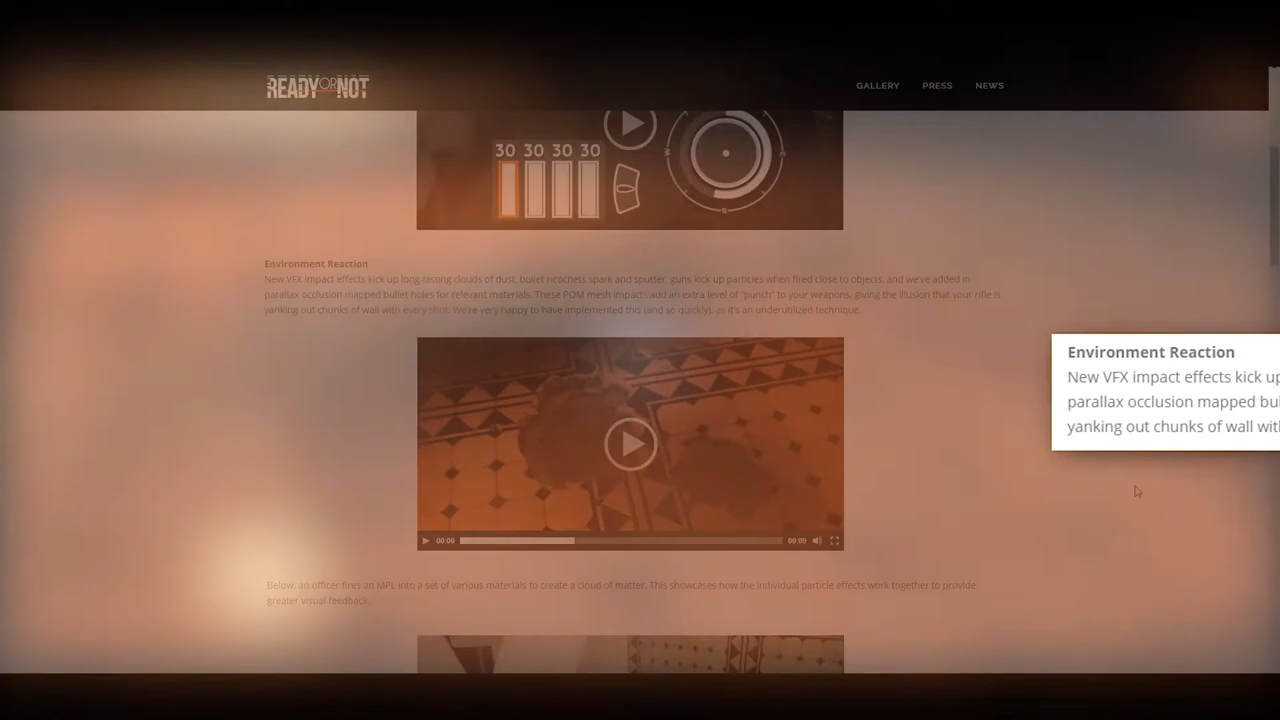 READY OR NOT
GALLERY PRESS NEWS
30 30 30 30
W E
S
Environment Reaction
New VFX impact effects kick up long-lasting clouds of dust, bullet ricochets spark and sputter, guns kick up particles when fired close to objects, and we've added in
parallax occlusion mapped bullet holes for relevant materials. These POM mesh impacts add an extra level of "punch" to your weapons, giving the illusion that your rifle is
yanking out chunks of wall with every shot. We're very happy to have implemented this (and so quickly), as it's an underutilized technique.
Environment Reaction
New VFX impact effects kick up
parallax occlusion mapped bul
yanking out chunks of wall with
00:00 00:09
Below, an officer fires an MPL into a set of various materials to create a cloud of matter. This showcases how the individual particle effects work together to provide
greater visual feedback.